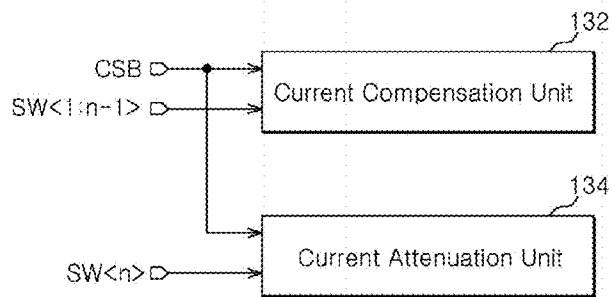 132
CSB
Current Compensation Unit
SW<1:n-1>
134
Current Attenuation Unit
SW<n>